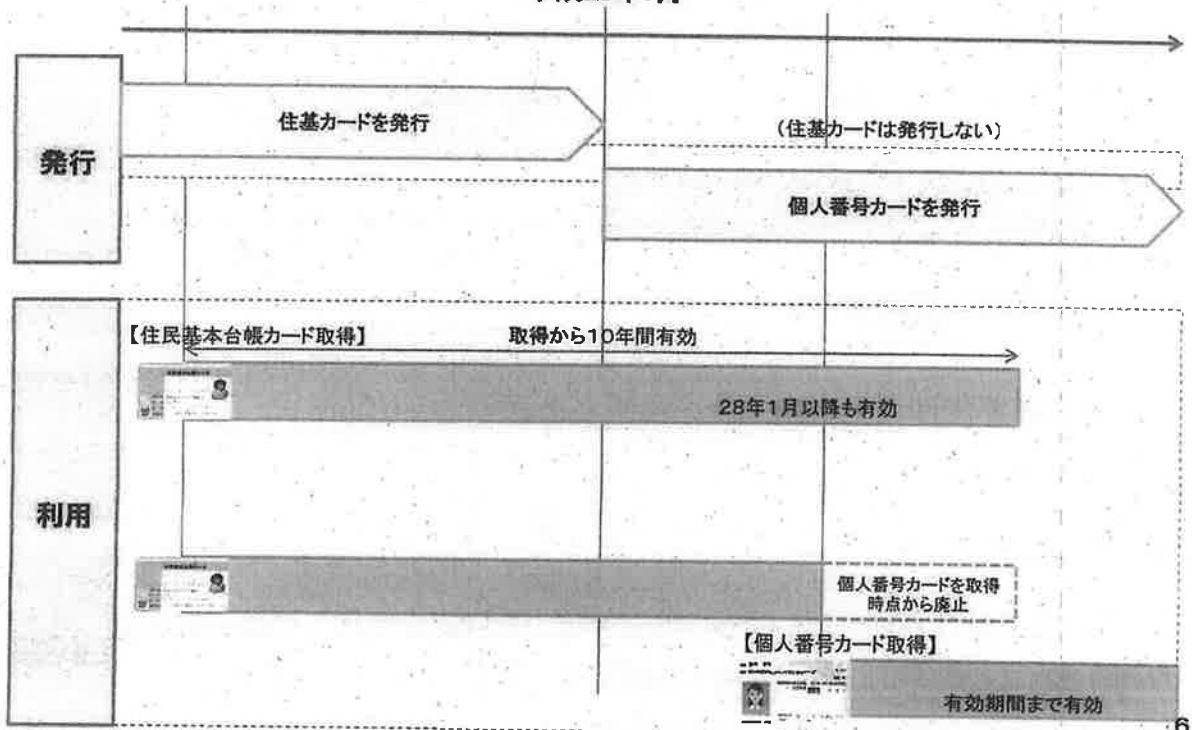 発行
住基カードを発行
(住基カードは発行しない)
個人番号カードを発行
利用
【住民基本台帳カード取得】
取得から10年間有効
28年1月以降も有効
個人番号カードを取得
時点から廃止
【個人番号カード取得】
有効期間まで有効
6